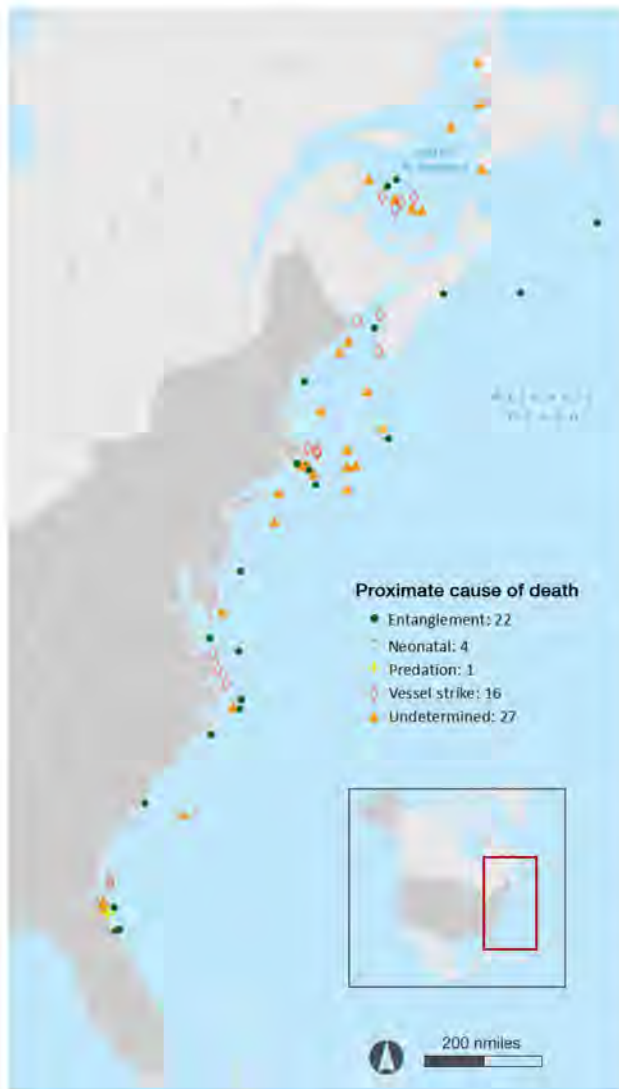 Proximate cause of death
Entanglement: 22
Neonatal: 4
Predation: 1
Vessel strike: 16
Undetermined: 27
200 nmiles